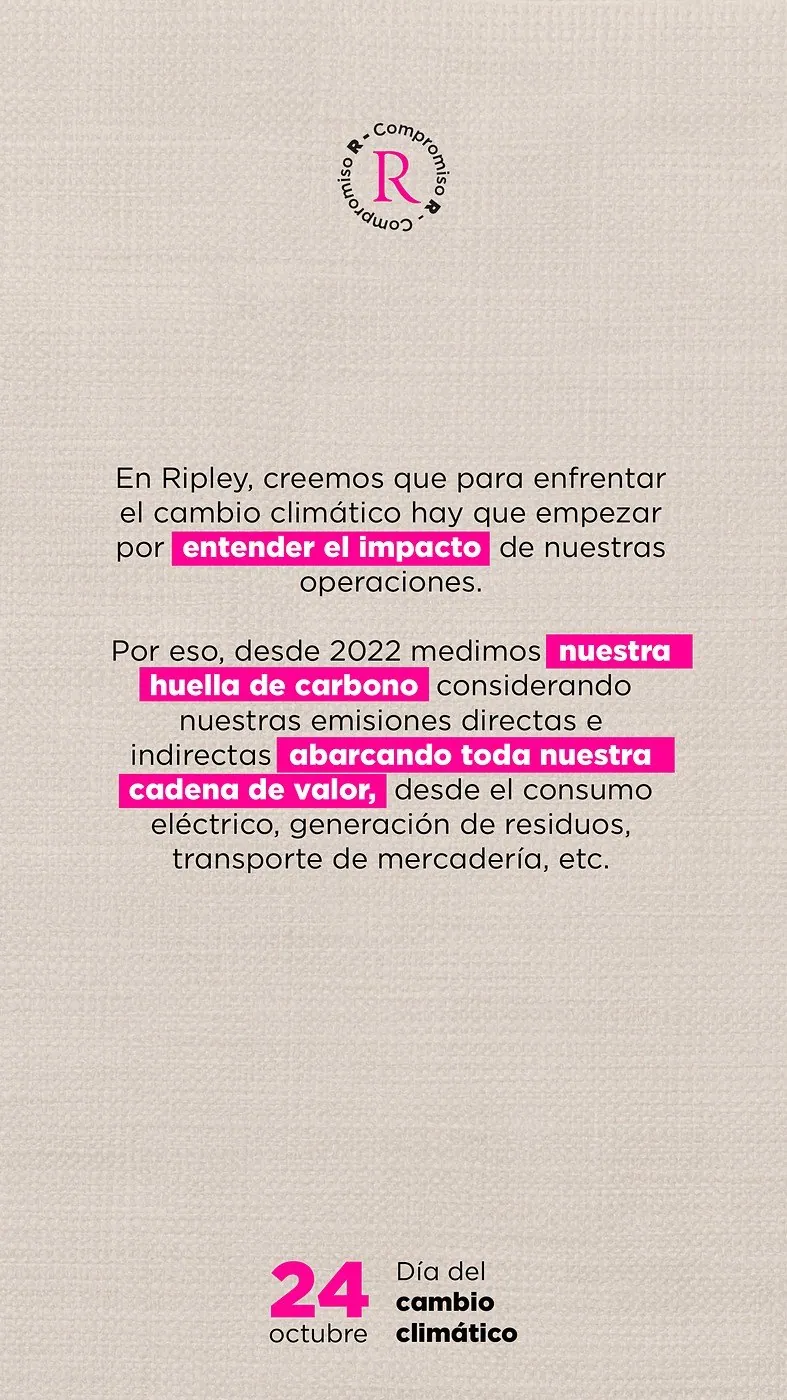 Compromiso R - Compromiso R -
R
En Ripley, creemos que para enfrentar
el cambio climático hay que empezar
por entender el impacto de nuestras
operaciones.
Por eso, desde 2022 medimos nuestra
huella de carbono considerando
nuestras emisiones directas e
indirectas abarcando toda nuestra
cadena de valor, desde el consumo
eléctrico, generación de residuos,
transporte de mercadería, etc.
24
octubre
Día del
cambio
climático